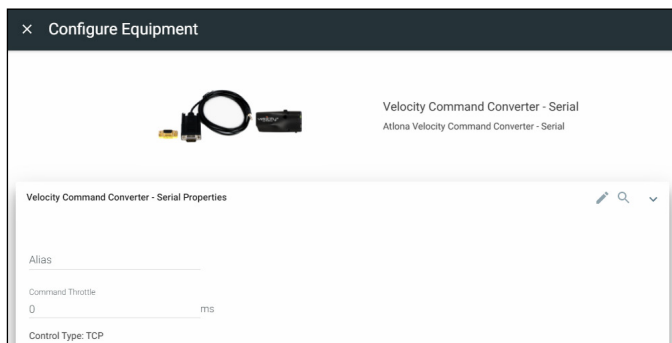 × Configure Equipment
Velocity Command Converter - Serial
Atlona Velocity Command Converter - Serial
Velocity Command Converter - Serial Properties
Alias
Command Throttle
0 ms
Control Type: TCP